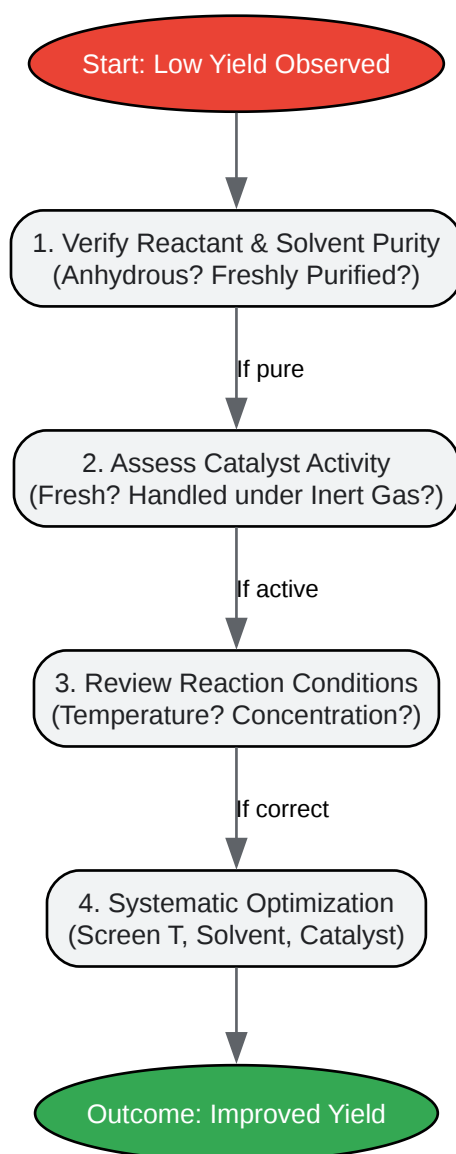 Start: Low Yield Observed
1. Verify Reactant & Solvent Purity
(Anhydrous? Freshly Purified?)
If pure
2. Assess Catalyst Activity
(Fresh? Handled under Inert Gas?)
If active
3. Review Reaction Conditions
(Temperature? Concentration?)
If correct
4. Systematic Optimization
(Screen T, Solvent, Catalyst)
Outcome: Improved Yield